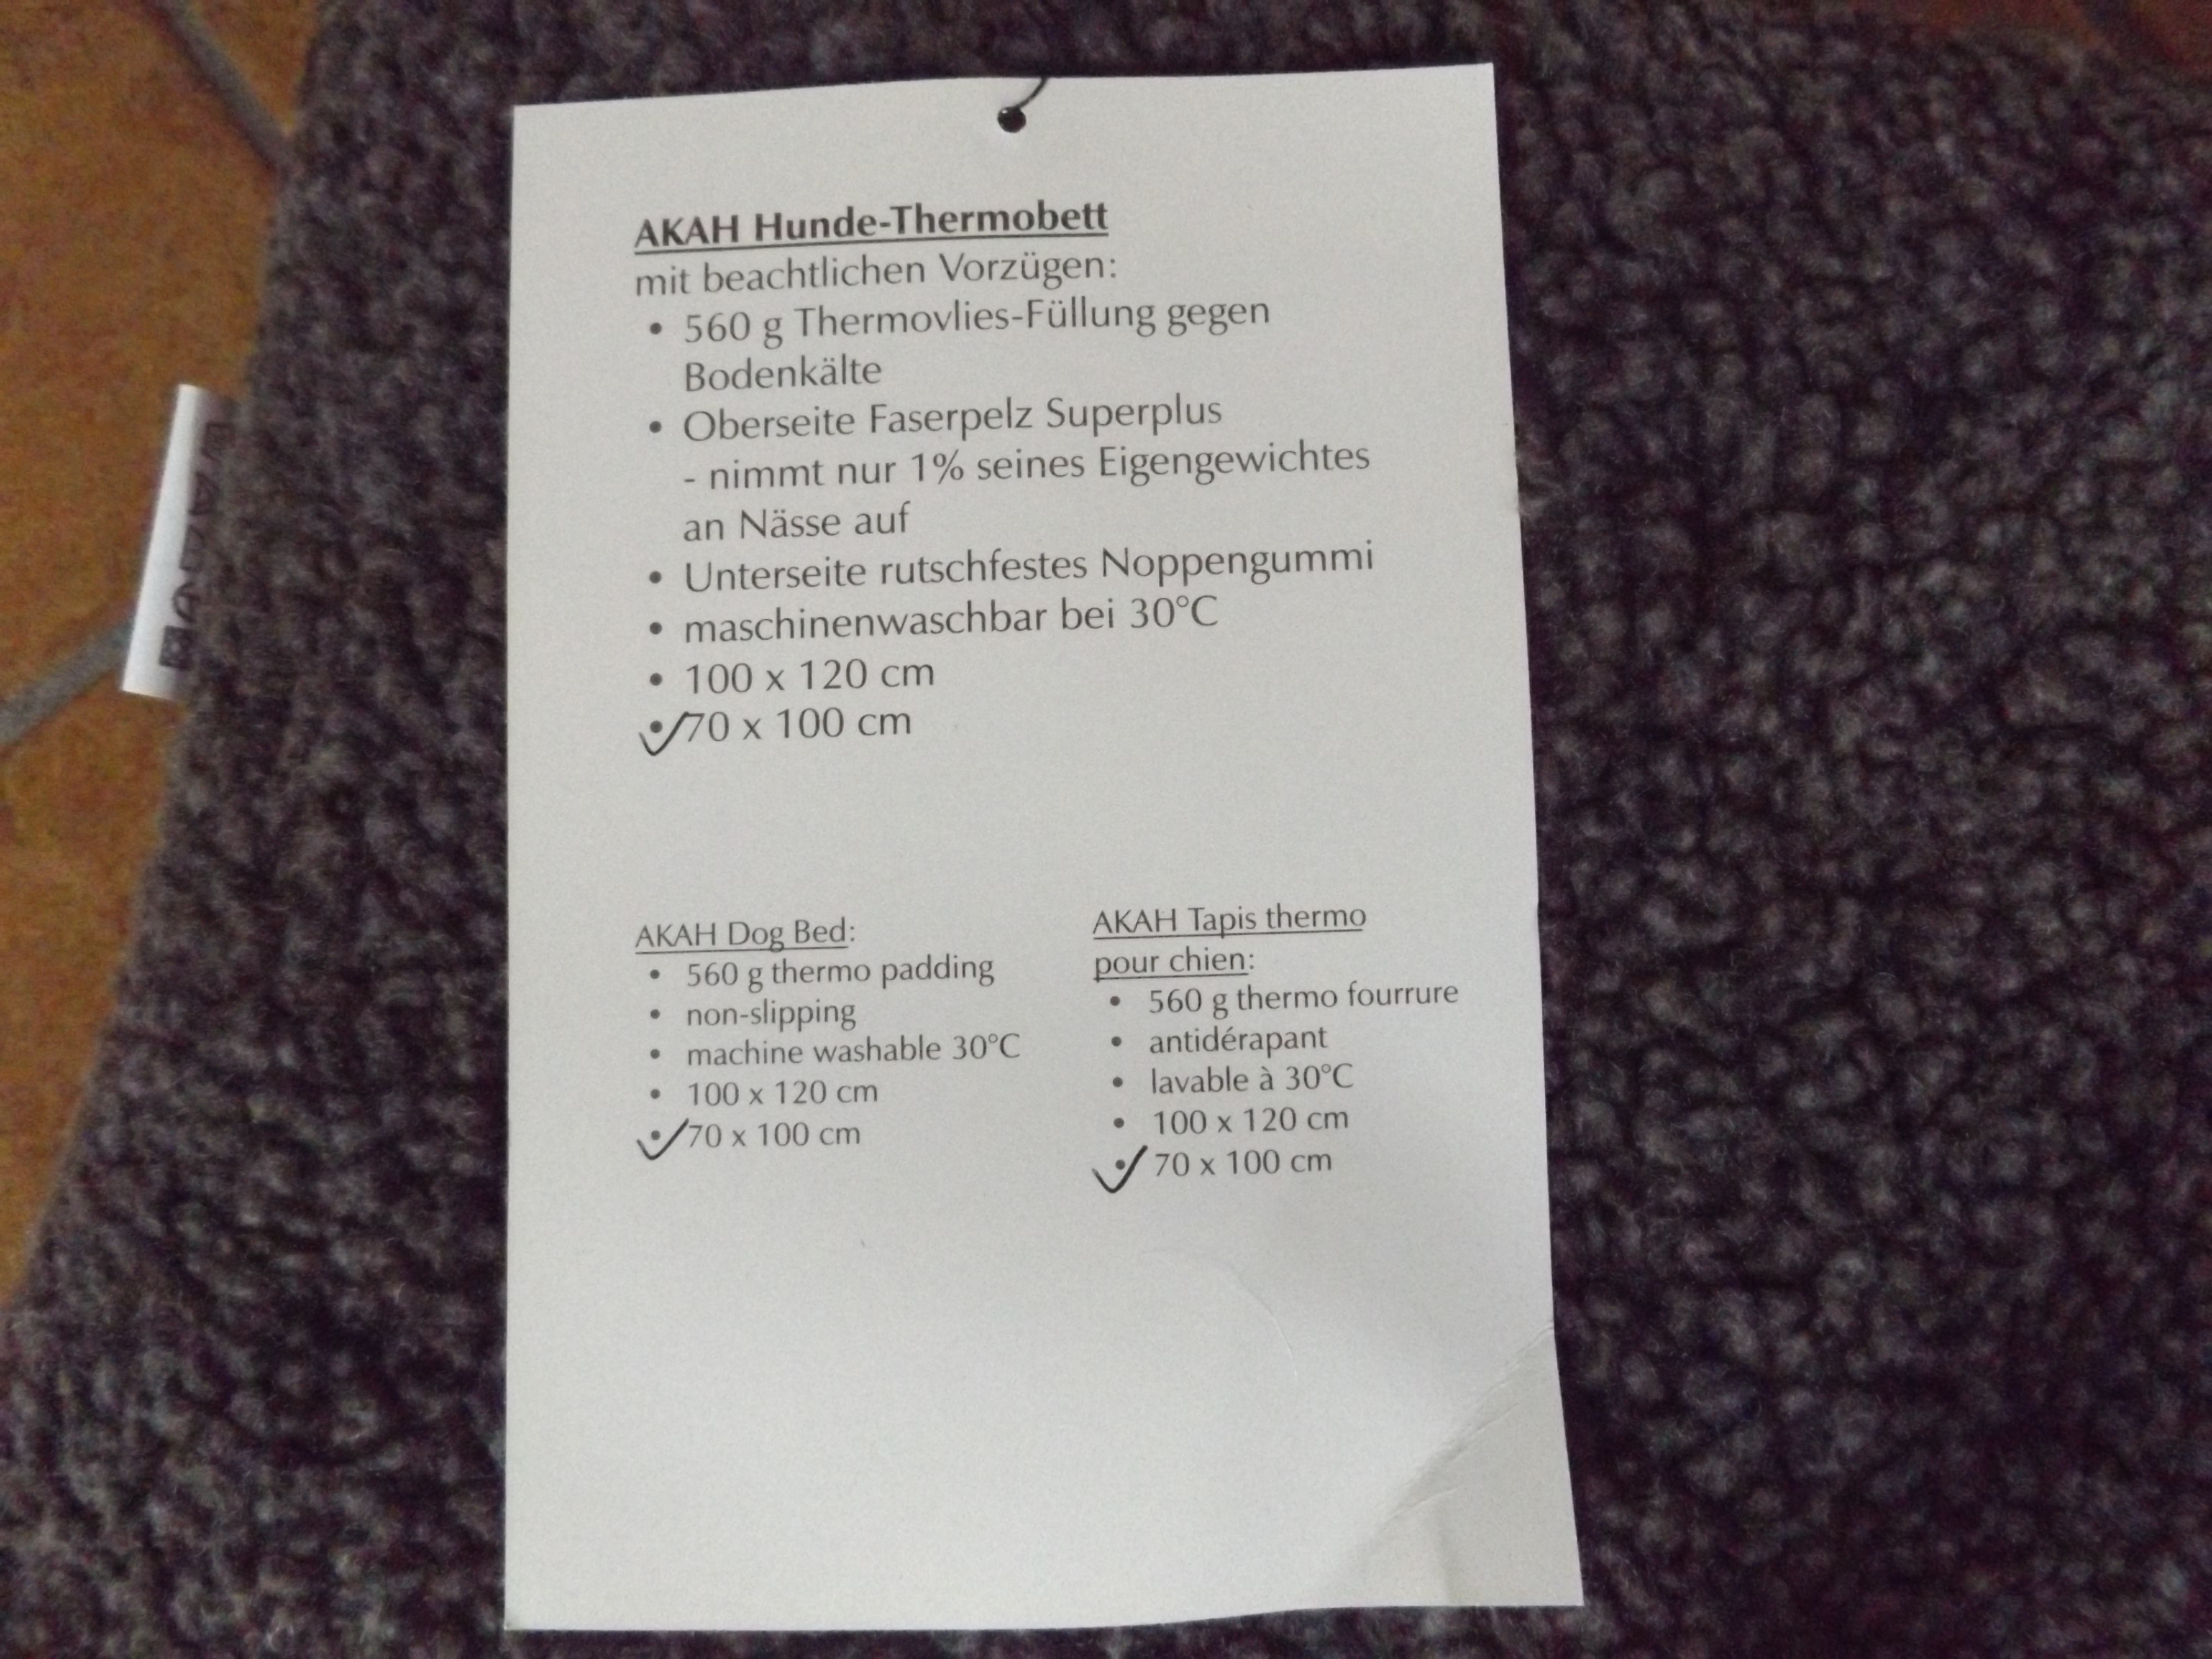 AKAH Hunde-Thermobett
mit beachtlichen Vorzügen:
• 560 g Thermovlies-Füllung gegen
Bodenkälte
• Oberseite Faserpelz Superplus
- nimmt nur 1% seines Eigengewichtes
an Nässe auf
• Unterseite rutschfestes Noppengummi
• maschinenwaschbar bei 30°C
• 100 x 120 cm
• 70 x 100 cm
AKAH Dog Bed:
• 560 g thermo padding
• non-slipping
• machine washable 30°C
• 100 x 120 cm
• 70 x 100 cm
AKAH Tapis thermo
pour chien:
• 560 g thermo fourrure
• antidérapant
• lavable à 30°C
• 100 x 120 cm
• 70 x 100 cm